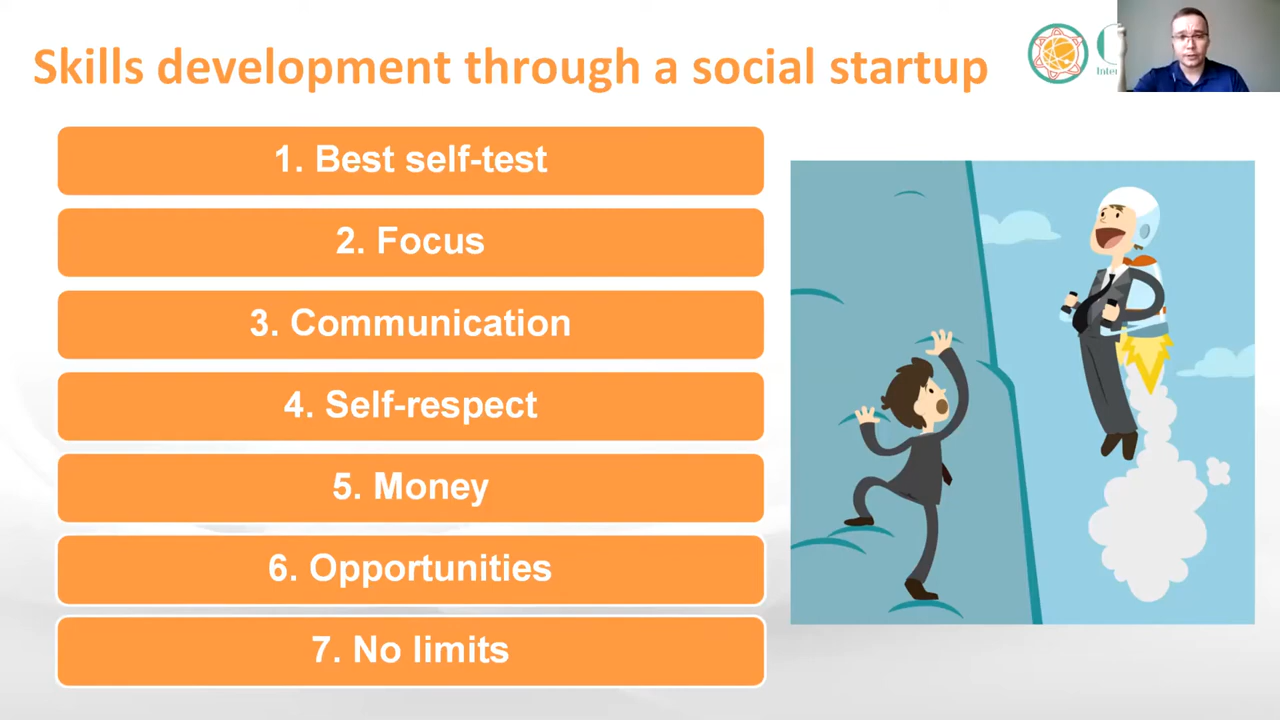 Skills development through a social startup
1. Best self-test
2. Focus
3. Communication
4. Self-respect
5. Money
6. Opportunities
7. No limits